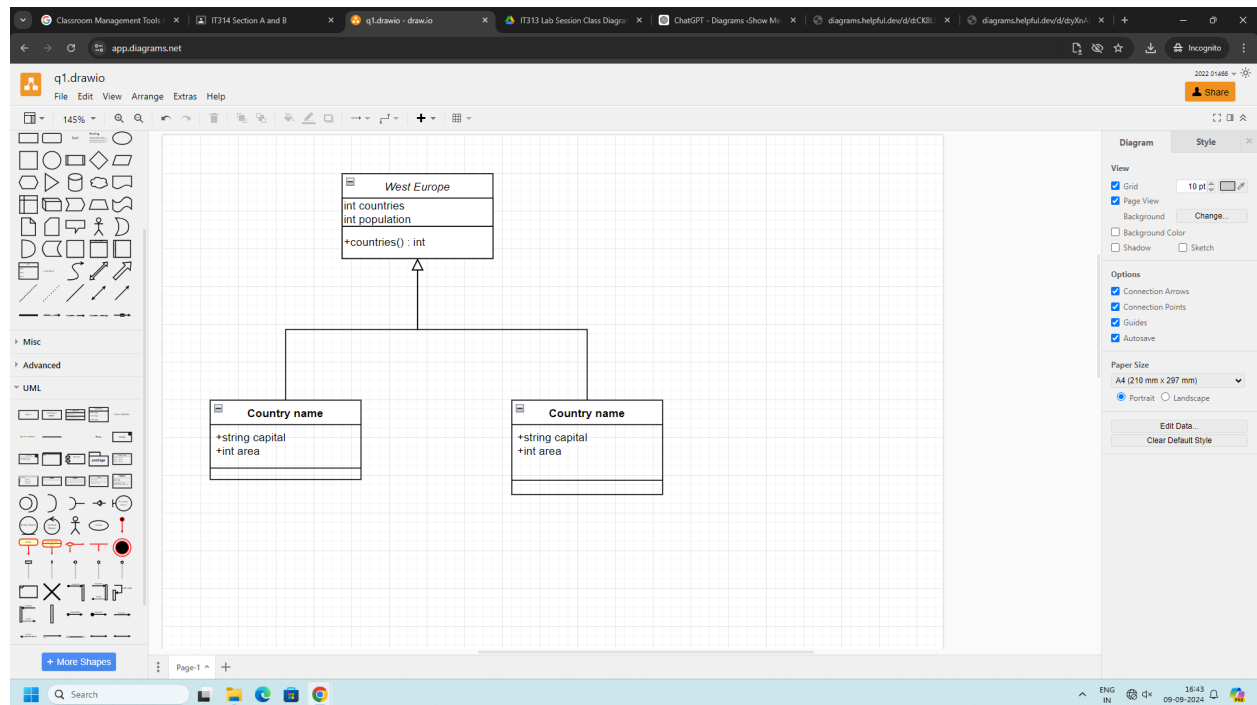 Classroom Management Tools
IT314 Section A and B
q1.drawio - draw.io
IT313 Lab Session Class Diagra
ChatGPT - Diagrams ‹Show Me
diagrams.helpful.dev/d/d:CK8L
diagrams.helpful.dev/d/d:yXnA
app.diagrams.net
Incognito
q1.drawio
2022 01466
File Edit View Arrange Extras Help
Share
145%
Diagram Style
View
Grid 10 pt
Page View
Background Change...
Background Color
Shadow Sketch
Options
Connection Arrows
Connection Points
Guides
Autosave
Paper Size
A4 (210 mm x 297 mm)
Portrait Landscape
Edit Data...
Clear Default Style
West Europe
int countries
int population
+countries() : int
Country name
+string capital
+int area
Country name
+string capital
+int area
Misc
Advanced
UML
+ More Shapes
Page-1
Search
ENG
IN
16:43
09-09-2024